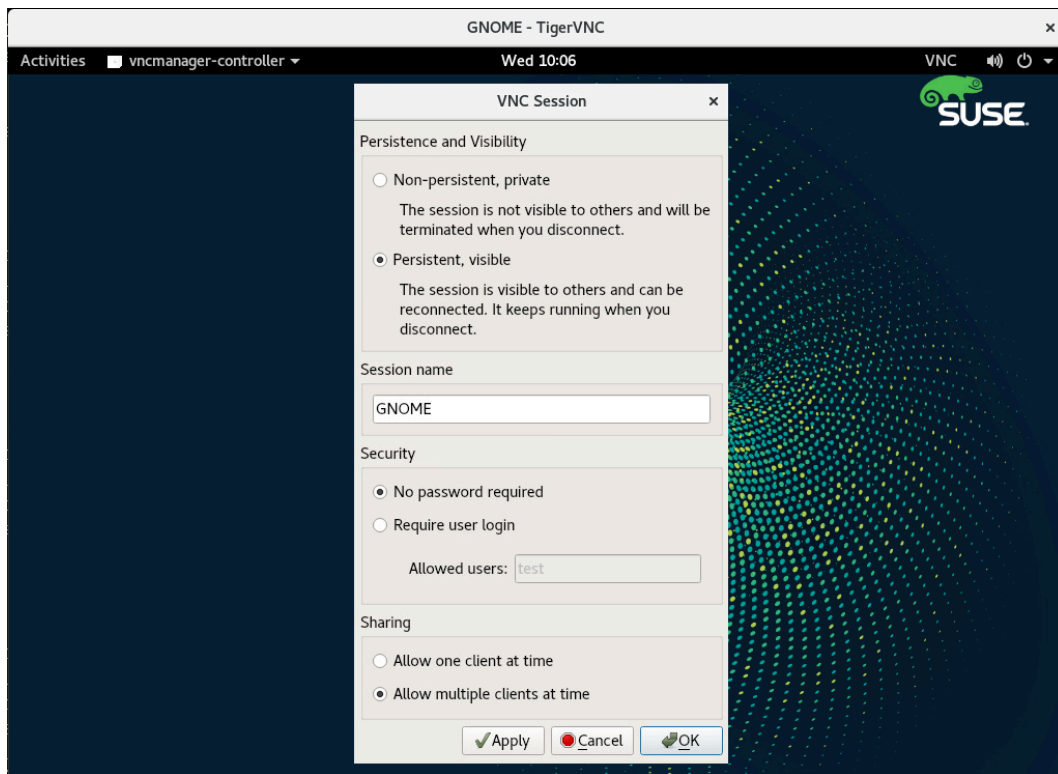 GNOME - TigerVNC
Activities vncmanager-controller Wed 10:06 VNC
SUSE.
VNC Session
Persistence and Visibility
Non-persistent, private
The session is not visible to others and will be
terminated when you disconnect.
Persistent, visible
The session is visible to others and can be
reconnected. It keeps running when you
disconnect.
Session name
GNOME
Security
No password required
Require user login
Allowed users: test
Sharing
Allow one client at time
Allow multiple clients at time
Apply Cancel OK